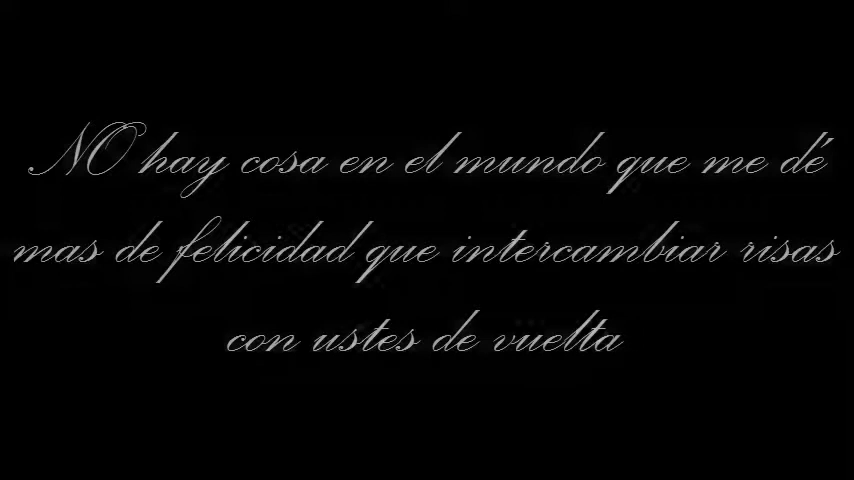 NO hay cosa en el mundo que me dé
mas de felicidad que intercambiar risas
con ustes de vuelta